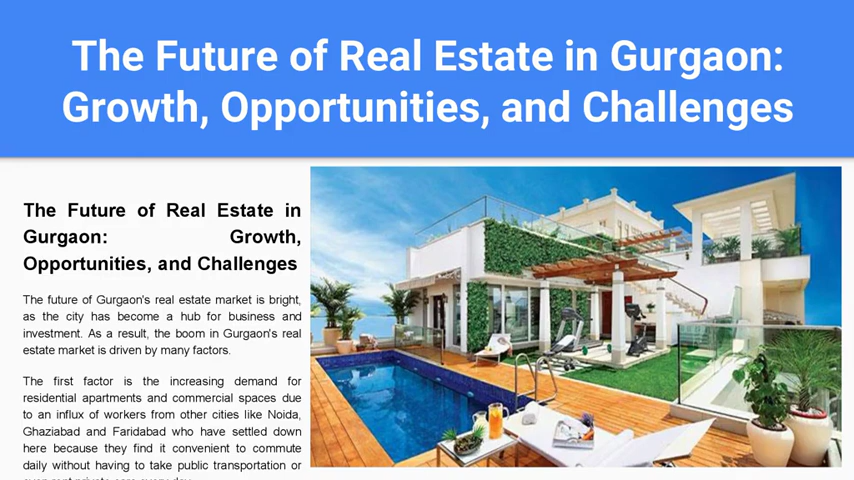 The Future of Real Estate in Gurgaon:
Growth, Opportunities, and Challenges
The Future of Real Estate in
Gurgaon: Growth,
Opportunities, and Challenges
The future of Gurgaon's real estate market is bright,
as the city has become a hub for business and
investment. As a result, the boom in Gurgaon's real
estate market is driven by many factors.
The first factor is the increasing demand for
residential apartments and commercial spaces due
to an influx of workers from other cities like Noida,
Ghaziabad and Faridabad who have settled down
here because they find it convenient to commute
daily without having to take public transportation or